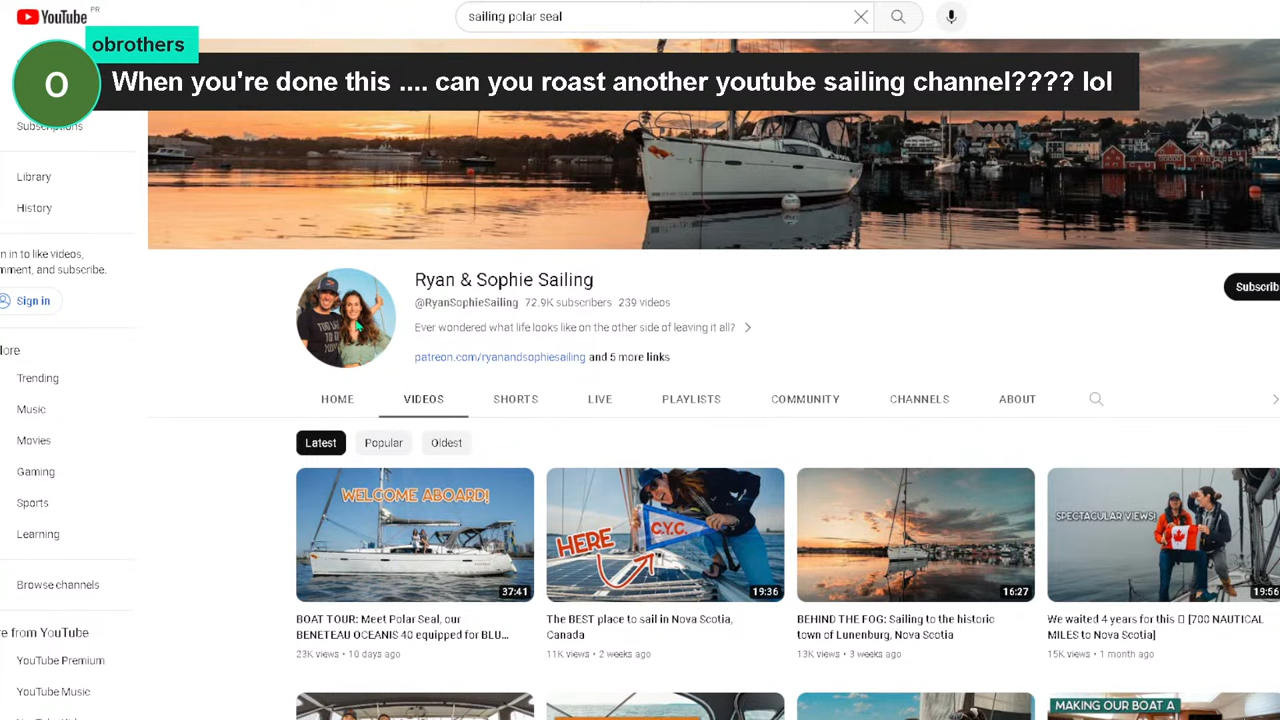 YouTube PR
sailing polar seal
obrothers
O
When you're done this .... can you roast another youtube sailing channel???? lol
Subscriptions
Library
History
n in to like videos,
mment, and subscribe.
Sign in
Ryan & Sophie Sailing
@RyanSophieSailing 72.9K subscribers 239 videos
Ever wondered what life looks like on the other side of leaving it all?
patreon.com/ryanandsophiesailing and 5 more links
Subscrib
HOME VIDEOS SHORTS LIVE PLAYLISTS COMMUNITY CHANNELS ABOUT
lore
Trending
Music
Movies
Gaming
Sports
Learning
Browse channels
re from YouTube
YouTube Premium
YouTube Music
Latest Popular Oldest
WELCOME ABOARD!
37:41
BOAT TOUR: Meet Polar Seal, our
BENETEAU OCEANIS 40 equipped for BLU...
23K views • 10 days ago
HERE
C.Y.C.
19:36
The BEST place to sail in Nova Scotia,
Canada
11K views • 2 weeks ago
16:27
BEHIND THE FOG: Sailing to the historic
town of Lunenburg, Nova Scotia
13K views • 3 weeks ago
SPECTACULAR VIEWS!
19:56
We waited 4 years for this [700 NAUTICAL
MILES to Nova Scotia]
15K views • 1 month ago
MAKING OUR BOAT A